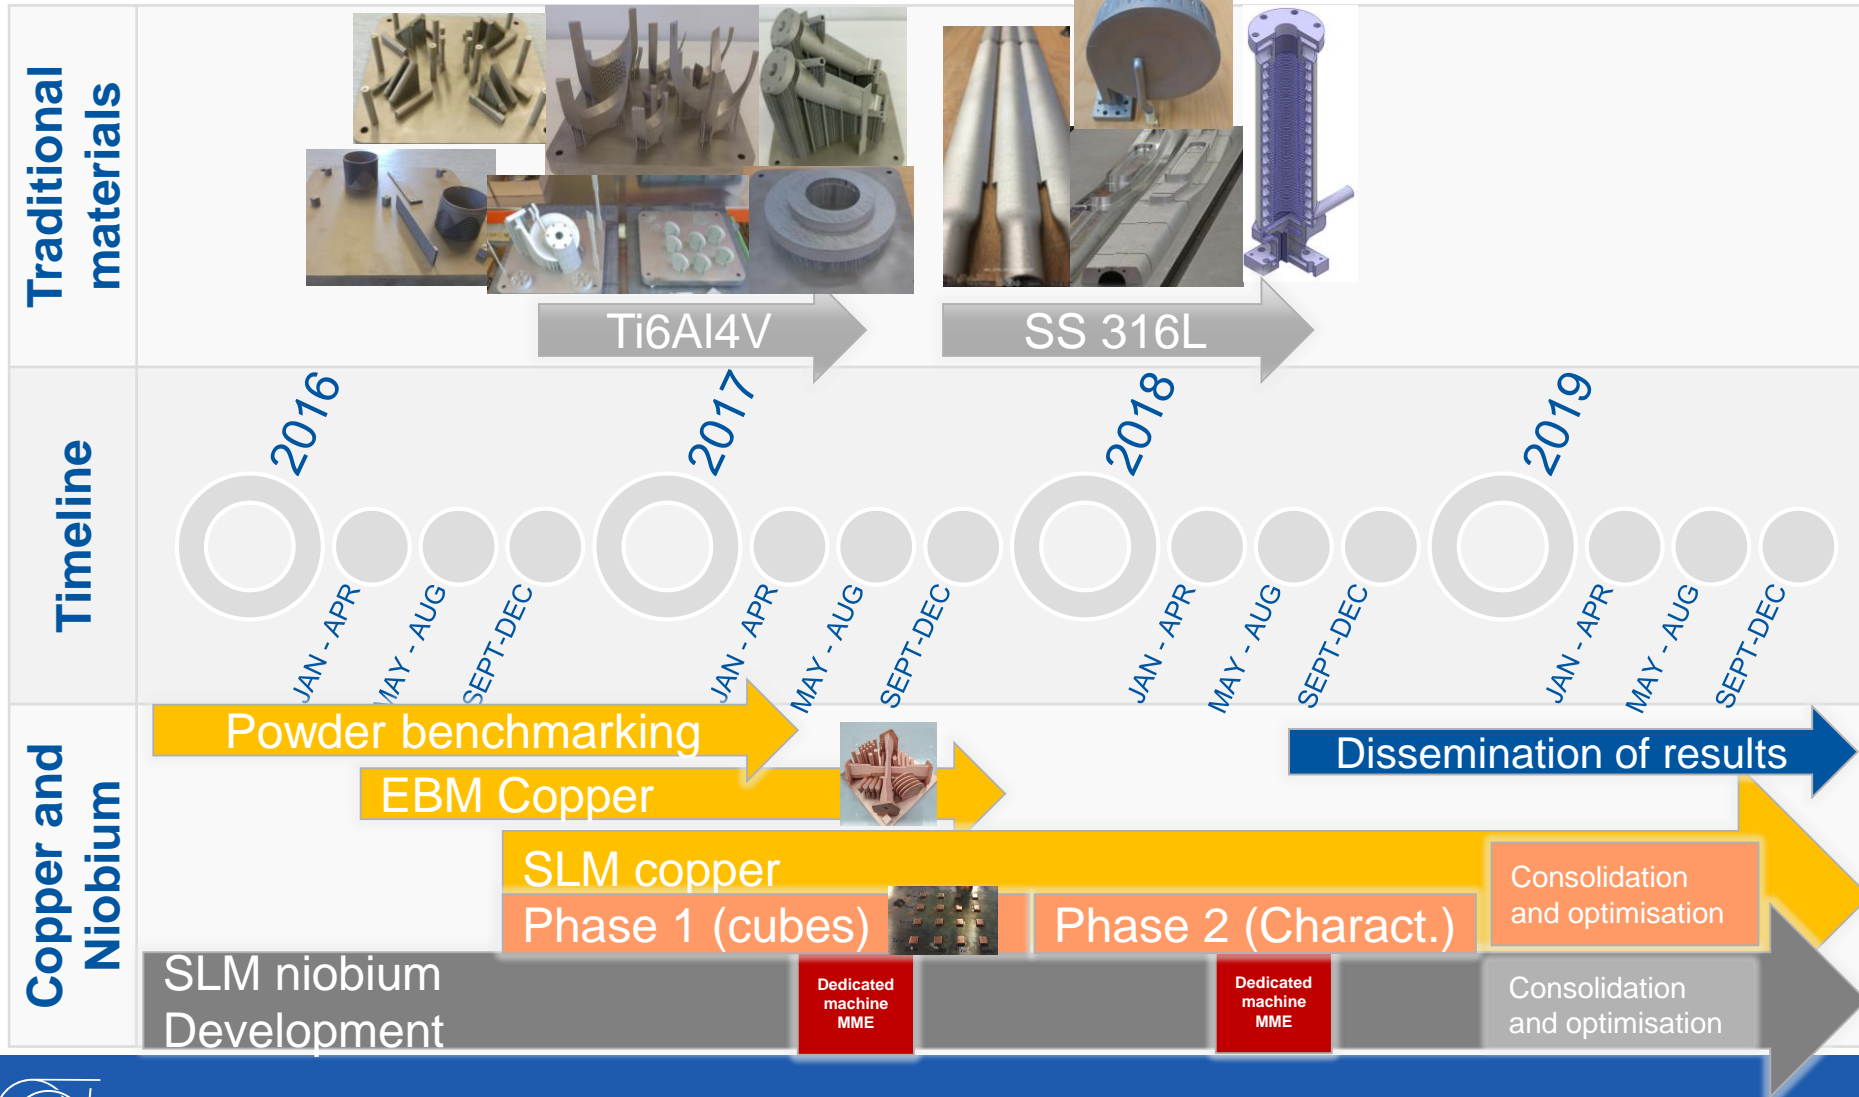 Traditional
materials
Ti6Al4V
SS 316L
Timeline
2016
JAN - APR
MAY - AUG
SEPT-DEC
2017
JAN - APR
MAY - AUG
SEPT-DEC
2018
JAN - APR
MAY - AUG
SEPT-DEC
2019
JAN - APR
MAY - AUG
SEPT-DEC
Copper and
Niobium
Powder benchmarking
Dissemination of results
EBM Copper
SLM copper
Consolidation
and optimisation
Phase 1 (cubes)
Phase 2 (Charact.)
SLM niobium
Development
Dedicated
machine
MME
Dedicated
machine
MME
Consolidation
and optimisation